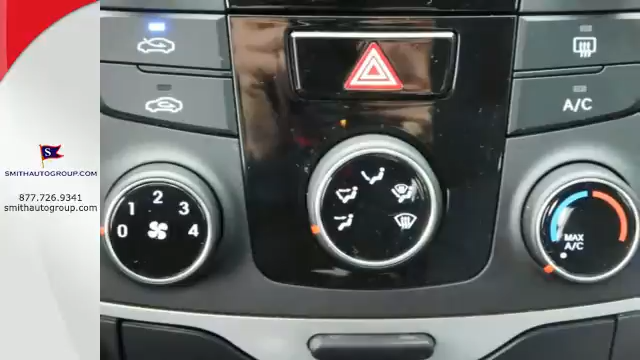 A/C
SMITHAUTOGROUP.COM
877.726.9341
smithautogroup.com
0 1 2 3 4
MAX
A/C